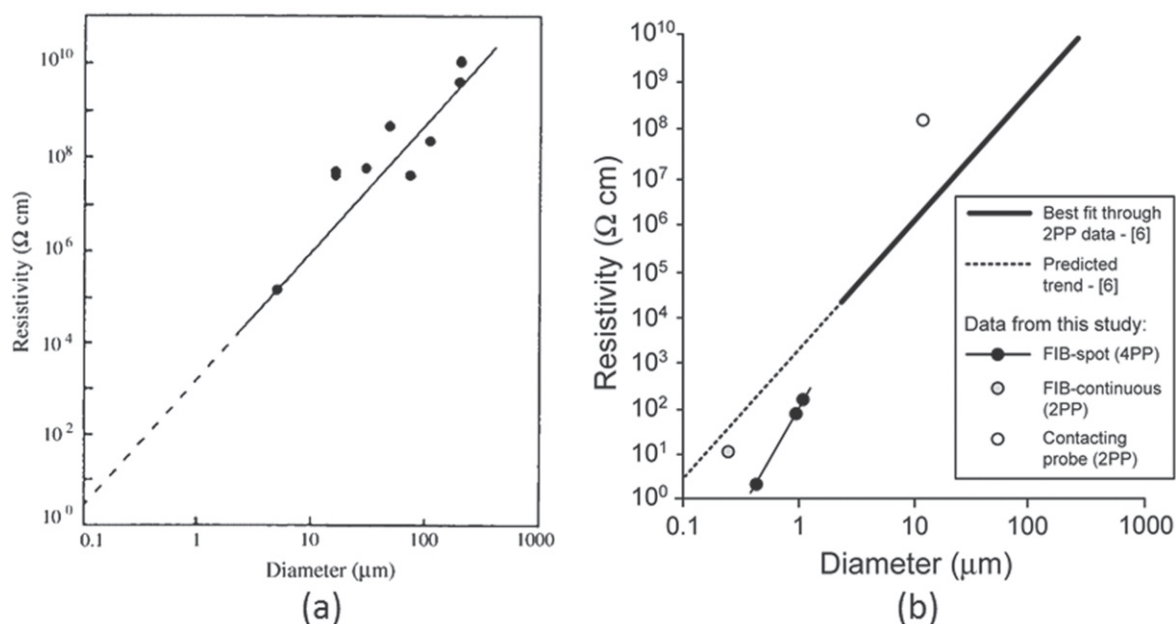 10^10
10^8
10^6
10^4
10^2
10^0
Resistivity (Ω cm)
0.1 1 10 100 1000
Diameter (μm)
(a)
10^10
10^9
10^8
10^7
10^6
10^5
10^4
10^3
10^2
10^1
10^0
Resistivity (Ω cm)
0.1 1 10 100 1000
Diameter (μm)
Best fit through
2PP data - [6]
Predicted
trend - [6]
Data from this study:
FIB-spot (4PP)
FIB-continuous
(2PP)
Contacting
probe (2PP)
(b)